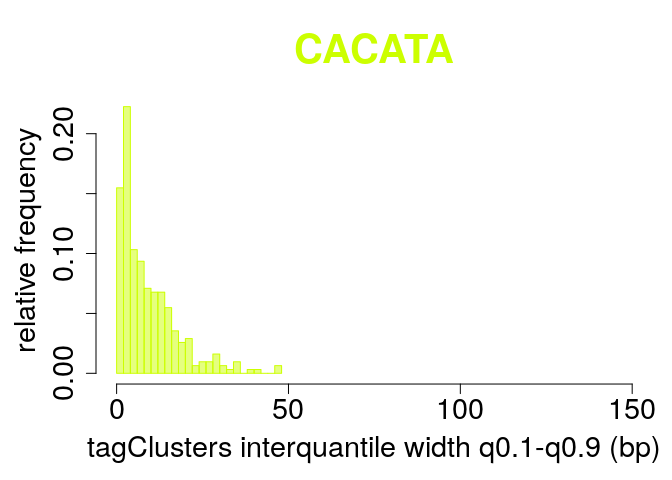 CACATA
relative frequency
0.20
0.10
0.00
0 50 100 150
tagClusters interquantile width q0.1-q0.9 (bp)